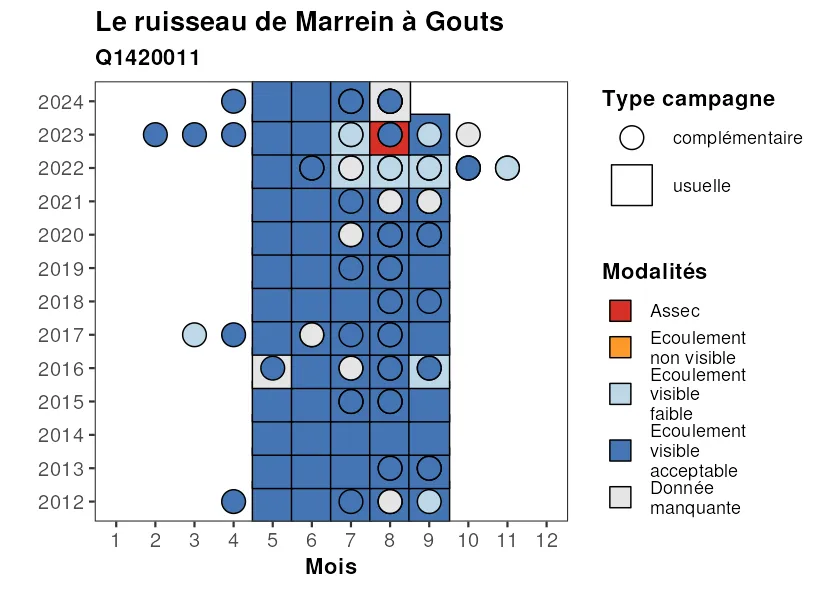 Le ruisseau de Marrein à Gouts
Q1420011
2024
2023
2022
2021
2020
2019
2018
2017
2016
2015
2014
2013
2012
1 2 3 4 5 6 7 8 9 10 11 12
Mois
Type campagne
complémentaire
usuelle
Modalités
Assec
Ecoulement
non visible
Ecoulement
visible
faible
Ecoulement
visible
acceptable
Donnée
manquante